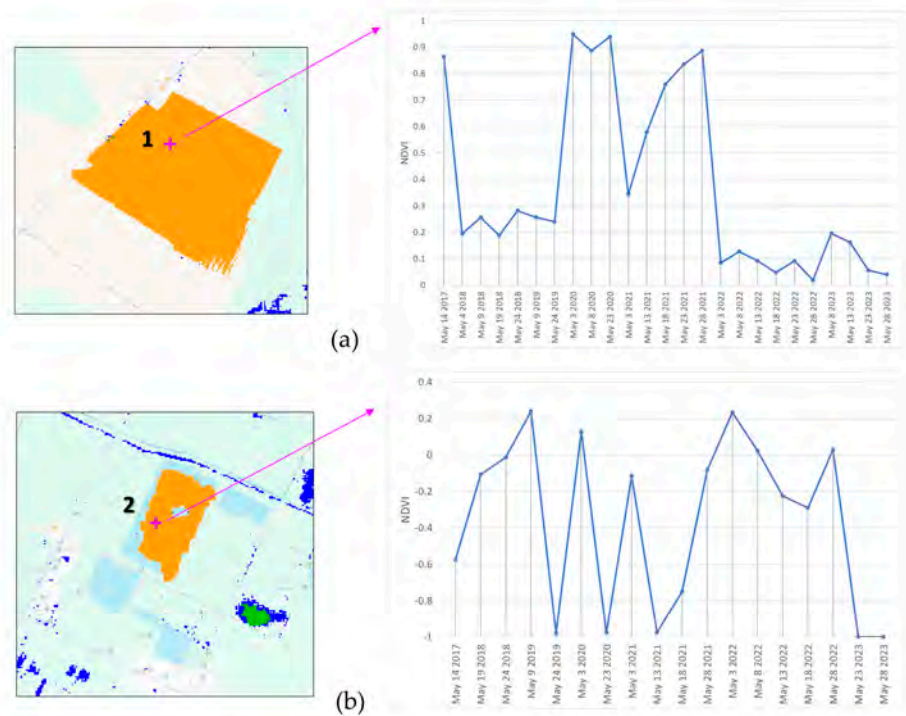 1
1
0.9
0.8
0.7
0.6
0.5
0.4
0.3
0.2
0.1
0
NDVI
May 14 2017
May 4 2018
May 9 2018
May 19 2018
May 24 2018
May 9 2019
May 24 2019
May 3 2020
May 8 2020
May 23 2020
May 3 2021
May 13 2021
May 18 2021
May 23 2021
May 28 2021
May 3 2022
May 8 2022
May 13 2022
May 18 2022
May 23 2022
May 28 2022
May 8 2023
May 13 2023
May 23 2023
May 28 2023
(a)
2
0.4
0.2
0
-0.2
-0.4
-0.6
-0.8
-1
NDVI
May 14 2017
May 19 2018
May 24 2018
May 9 2019
May 24 2019
May 3 2020
May 23 2020
May 3 2021
May 13 2021
May 18 2021
May 28 2021
May 3 2022
May 8 2022
May 13 2022
May 18 2022
May 28 2022
May 23 2023
May 28 2023
(b)